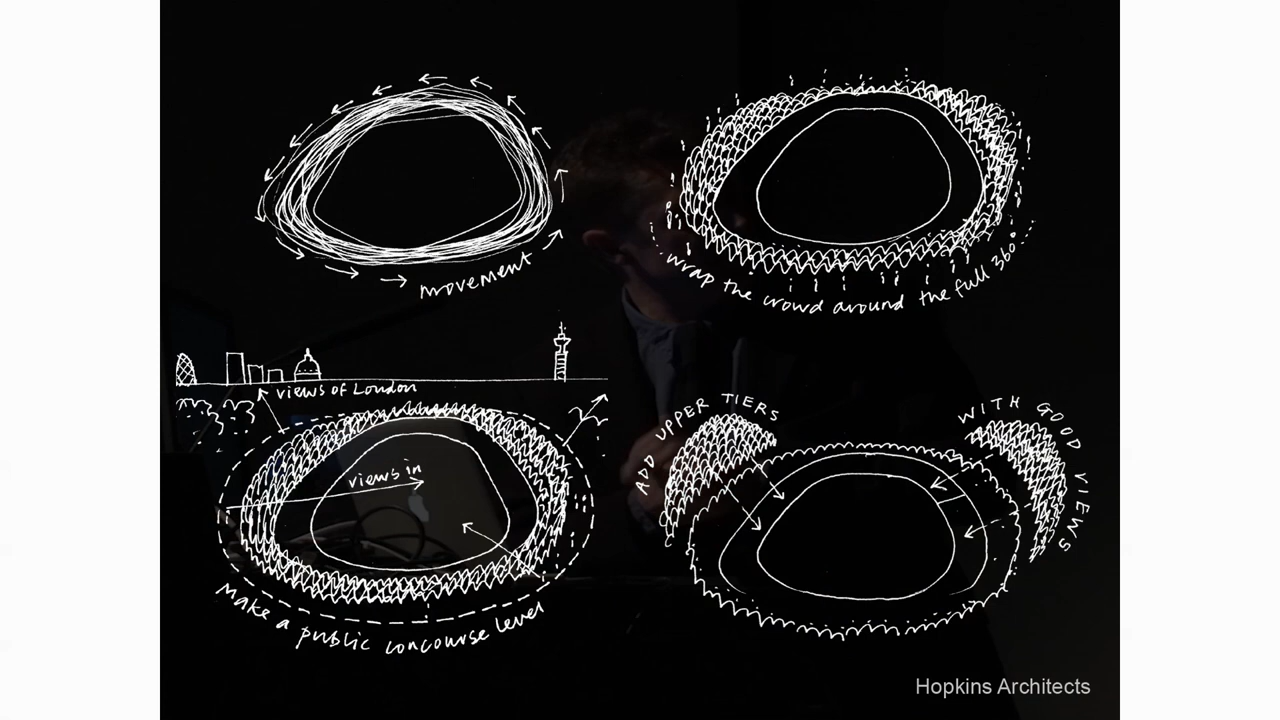 movement
wrap the crowd around the full 360°
views of London
views in
make a public concourse level
ADD UPPER TIERS
WITH GOOD VIEWS
Hopkins Architects